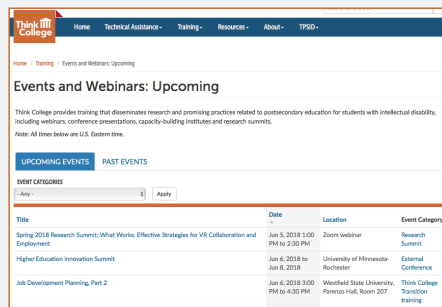 Think
College
Home Technical Assistance Training Resources About TPSID
Home / Training / Events and Webinars: Upcoming
Events and Webinars: Upcoming
Think College provides training that disseminates research and promising practices related to postsecondary education for students with intellectual disability,
including webinars, conference presentations, capacity-building institutes and research summits.
Note: All times below are U.S. Eastern time.
UPCOMING EVENTS PAST EVENTS
EVENT CATEGORIES
- Any - Apply
Title Date Location Event Category
Spring 2018 Research Summit: What Works: Effective Strategies for VR Collaboration and Jun 5, 2018 1:00 Zoom webinar Research
Employment PM to 2:30 PM Summit
Higher Education Innovation Summit Jun 6, 2018 to University of Minnesota- External
Jun 8, 2018 Rochester Conference
Job Development Planning, Part 2 Jun 6, 2018 3:00 Westfield State University, Think College
PM to 4:30 PM Parenzo Hall, Room 207 Transition
training